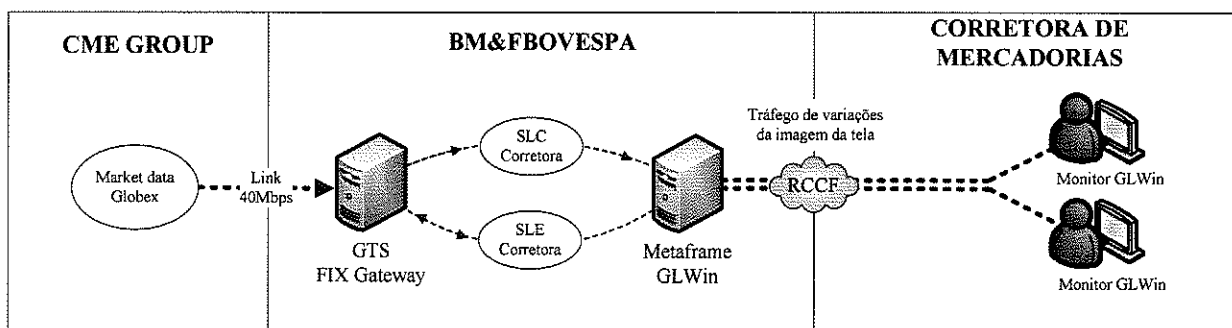 CME GROUP
BM&FBOVESPA
CORRETORA DE
MERCADORIAS
Market data
Globex
Link
40Mbps
GTS
FIX Gateway
SLC
Corretora
SLE
Corretora
Metaframe
GLWin
Tráfego de variações
da imagem da tela
RCCF
Monitor GLWin
Monitor GLWin